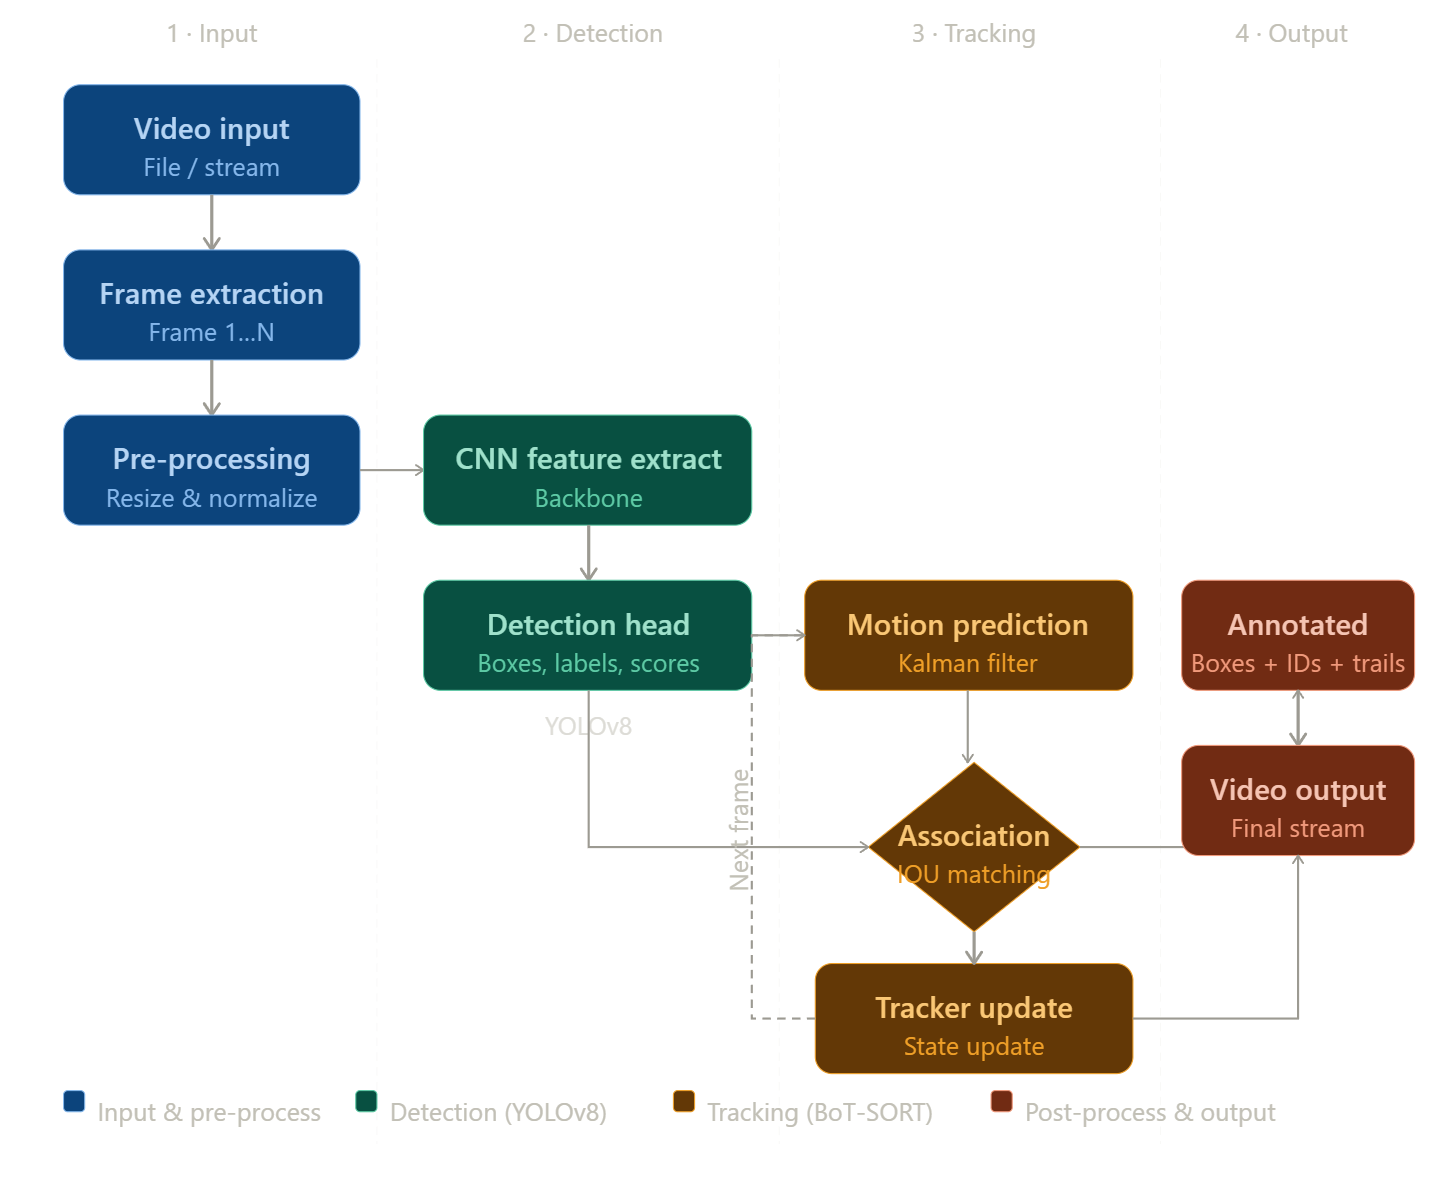 1 · Input
2 · Detection
3 · Tracking
4 · Output
Video input
File / stream
Frame extraction
Frame 1...N
Pre-processing
Resize & normalize
CNN feature extract
Backbone
Detection head
Boxes, labels, scores
YOLOv8
Motion prediction
Kalman filter
Annotated
Boxes + IDs + trails
Video output
Final stream
Next frame
Association
IOU matching
Tracker update
State update
Input & pre-process
Detection (YOLOv8)
Tracking (BoT-SORT)
Post-process & output